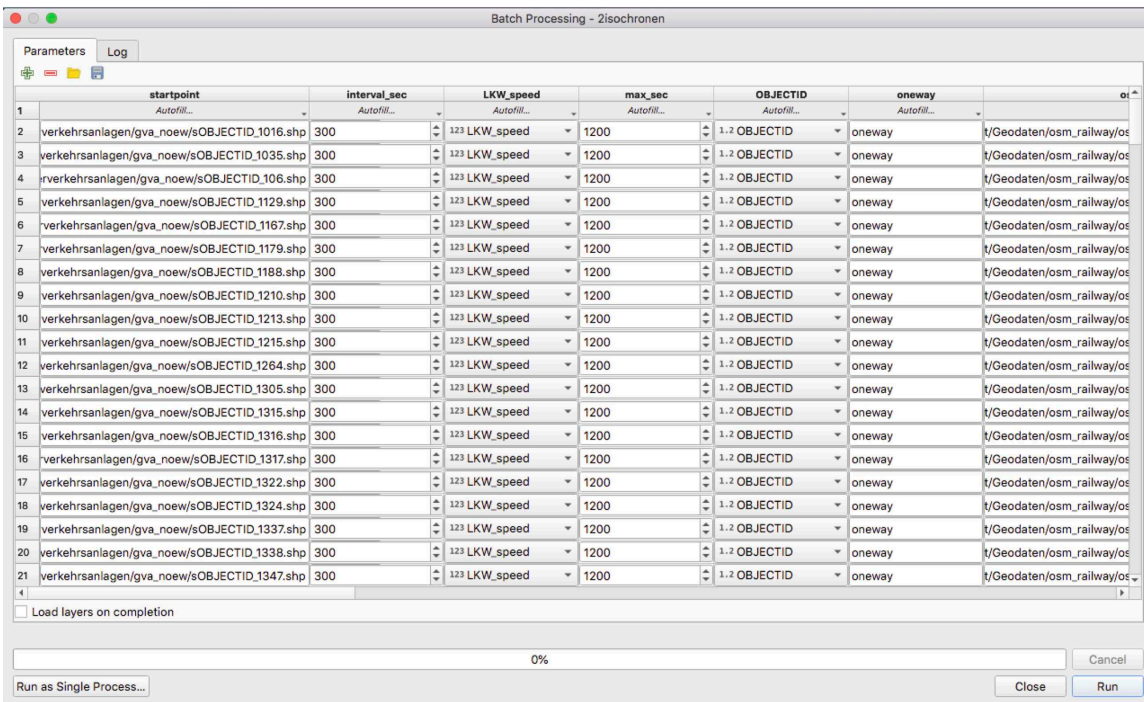 Batch Processing - 2isochronen
Parameters Log
startpoint interval_sec LKW_speed max_sec OBJECTID oneway
1 Autofill... Autofill... Autofill... Autofill... Autofill... Autofill...
2 verkehrsanlagen/gva_noew/sOBJECTID_1016.shp 300 123 LKW_speed 1200 1.2 OBJECTID oneway t/Geodaten/osm_railway/os
3 verkehrsanlagen/gva_noew/sOBJECTID_1035.shp 300 123 LKW_speed 1200 1.2 OBJECTID oneway t/Geodaten/osm_railway/os
4 rverkehrsanlagen/gva_noew/sOBJECTID_106.shp 300 123 LKW_speed 1200 1.2 OBJECTID oneway t/Geodaten/osm_railway/os
5 verkehrsanlagen/gva_noew/sOBJECTID_1129.shp 300 123 LKW_speed 1200 1.2 OBJECTID oneway t/Geodaten/osm_railway/os
6 rverkehrsanlagen/gva_noew/sOBJECTID_1167.shp 300 123 LKW_speed 1200 1.2 OBJECTID oneway t/Geodaten/osm_railway/os
7 verkehrsanlagen/gva_noew/sOBJECTID_1179.shp 300 123 LKW_speed 1200 1.2 OBJECTID oneway t/Geodaten/osm_railway/os
8 verkehrsanlagen/gva_noew/sOBJECTID_1188.shp 300 123 LKW_speed 1200 1.2 OBJECTID oneway t/Geodaten/osm_railway/os
9 verkehrsanlagen/gva_noew/sOBJECTID_1210.shp 300 123 LKW_speed 1200 1.2 OBJECTID oneway t/Geodaten/osm_railway/os
10 verkehrsanlagen/gva_noew/sOBJECTID_1213.shp 300 123 LKW_speed 1200 1.2 OBJECTID oneway t/Geodaten/osm_railway/os
11 verkehrsanlagen/gva_noew/sOBJECTID_1215.shp 300 123 LKW_speed 1200 1.2 OBJECTID oneway t/Geodaten/osm_railway/os
12 verkehrsanlagen/gva_noew/sOBJECTID_1264.shp 300 123 LKW_speed 1200 1.2 OBJECTID oneway t/Geodaten/osm_railway/os
13 verkehrsanlagen/gva_noew/sOBJECTID_1305.shp 300 123 LKW_speed 1200 1.2 OBJECTID oneway t/Geodaten/osm_railway/os
14 verkehrsanlagen/gva_noew/sOBJECTID_1315.shp 300 123 LKW_speed 1200 1.2 OBJECTID oneway t/Geodaten/osm_railway/os
15 verkehrsanlagen/gva_noew/sOBJECTID_1316.shp 300 123 LKW_speed 1200 1.2 OBJECTID oneway t/Geodaten/osm_railway/os
16 rverkehrsanlagen/gva_noew/sOBJECTID_1317.shp 300 123 LKW_speed 1200 1.2 OBJECTID oneway t/Geodaten/osm_railway/os
17 verkehrsanlagen/gva_noew/sOBJECTID_1322.shp 300 123 LKW_speed 1200 1.2 OBJECTID oneway t/Geodaten/osm_railway/os
18 verkehrsanlagen/gva_noew/sOBJECTID_1324.shp 300 123 LKW_speed 1200 1.2 OBJECTID oneway t/Geodaten/osm_railway/os
19 verkehrsanlagen/gva_noew/sOBJECTID_1337.shp 300 123 LKW_speed 1200 1.2 OBJECTID oneway t/Geodaten/osm_railway/os
20 verkehrsanlagen/gva_noew/sOBJECTID_1338.shp 300 123 LKW_speed 1200 1.2 OBJECTID oneway t/Geodaten/osm_railway/os
21 verkehrsanlagen/gva_noew/sOBJECTID_1347.shp 300 123 LKW_speed 1200 1.2 OBJECTID oneway t/Geodaten/osm_railway/os
Load layers on completion
0% Cancel
Run as Single Process... Close Run